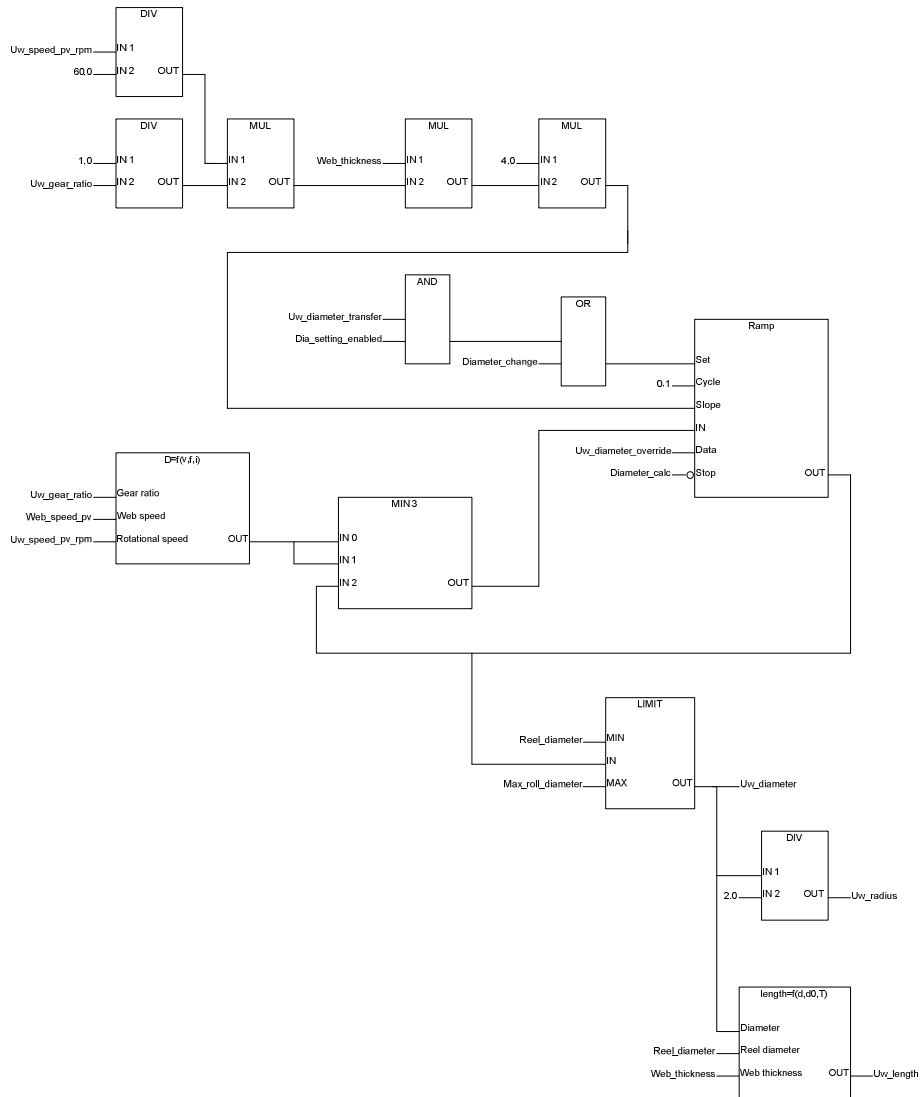 DIV
Uw_speed_pv_rpm IN 1
60,0 IN 2 OUT
DIV MUL MUL MUL
1,0 IN 1 IN 1 Web_thickness IN 1 4,0 IN 1
Uw_gear_ratio IN 2 OUT IN 2 OUT IN 2 OUT IN 2 OUT
AND
OR
Uw_diameter_transfer
Ramp
Dia_setting_enabled
Diameter_change Set
0,1 Cycle
Slope
IN
Uw_diameter_override Data
D=f(v,f,i)
Diameter_calc Stop OUT
Uw_gear_ratio Gear ratio
MIN 3
Web_speed_pv Web speed
Uw_speed_pv_rpm Rotational speed OUT IN 0
IN 1
IN 2 OUT
LIMIT
Reel_diameter MIN
IN
Max_roll_diameter MAX OUT Uw_diameter
DIV
IN 1
2.0 IN 2 OUT Uw_radius
length=f(d,d0,T)
Diameter
Reel_diameter Reel diameter
Web_thickness Web thickness OUT Uw_length